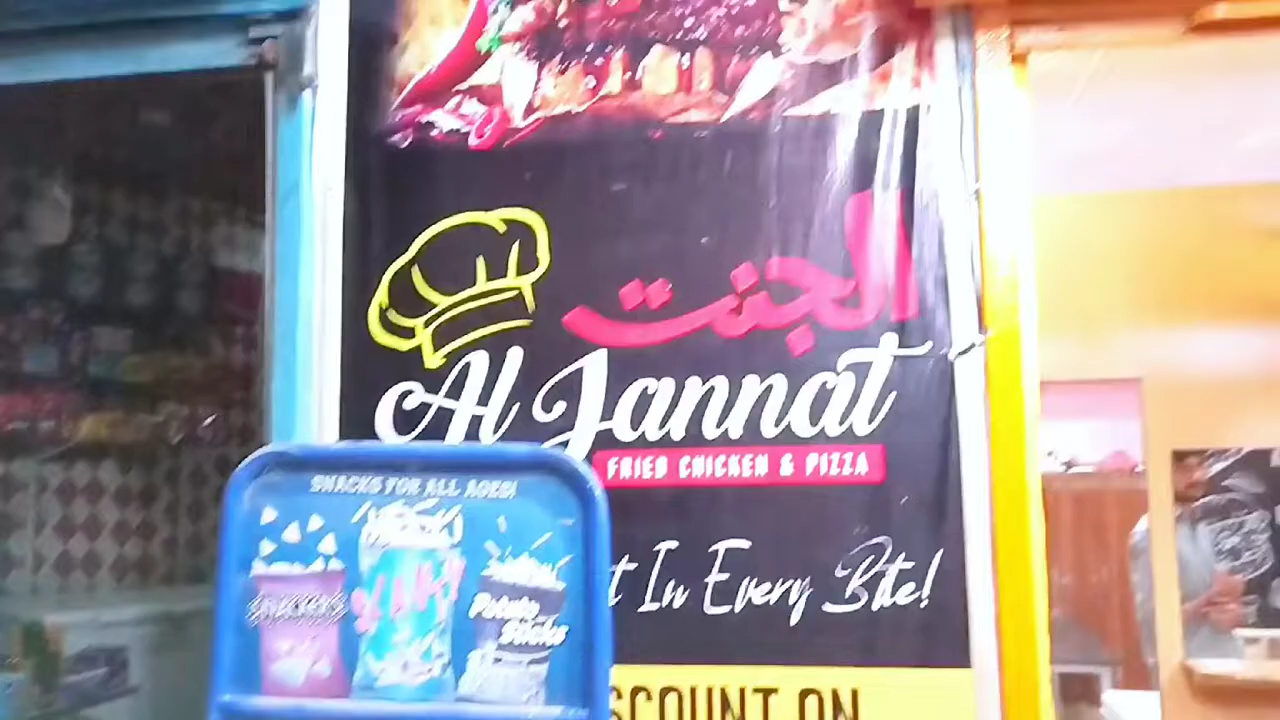 الجنت
Al Jannat
FRIED CHICKEN & PIZZA
SNACKS FOR ALL AGES!
t In Every Bite!
Potato
Sticks
SCOUNT ON